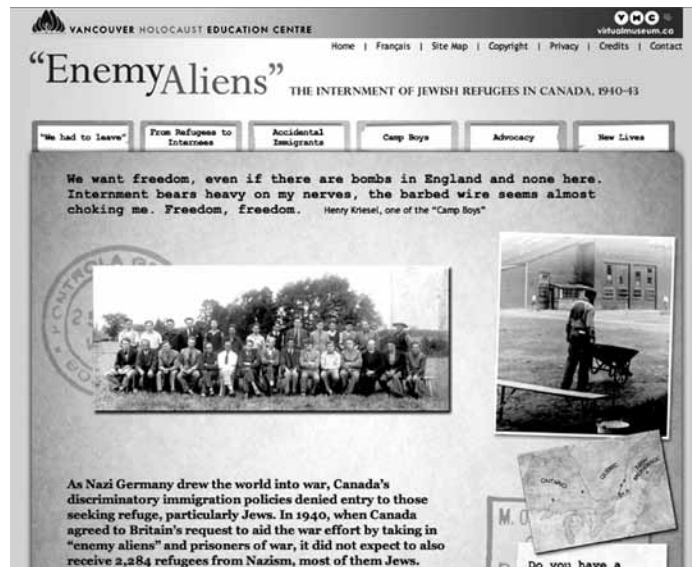 VANCOUVER HOLOCAUST EDUCATION CENTRE
VMC
virtualmuseum.ca
Home | Français | Site Map | Copyright | Privacy | Credits | Contact
“Enemy Aliens” THE INTERNMENT OF JEWISH REFUGEES IN CANADA, 1940-43
"We had to leave"
From Refugees to
Internees
Accidental
Immigrants
Camp Boys
Advocacy
New Lives
We want freedom, even if there are bombs in England and none here.
Internment bears heavy on my nerves, the barbed wire seems almost
choking me. Freedom, freedom. Henry Kriesel, one of the "Camp Boys"
ONTARIO
QUEBEC
As Nazi Germany drew the world into war, Canada’s
discriminatory immigration policies denied entry to those
seeking refuge, particularly Jews. In 1940, when Canada
agreed to Britain’s request to aid the war effort by taking in
“enemy aliens” and prisoners of war, it did not expect to also
receive 2,284 refugees from Nazism, most of them Jews.
M. O
Do you have a